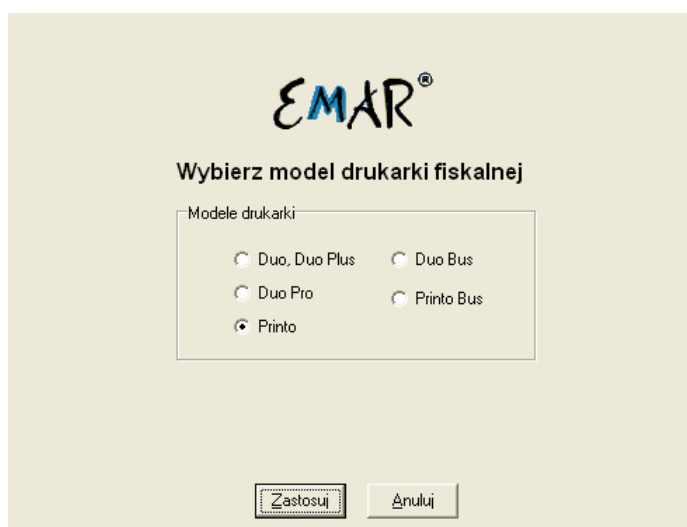 EMAR®
Wybierz model drukarki fiskalnej
Modele drukarki
Duo, Duo Plus
Duo Bus
Duo Pro
Printo Bus
Printo
Zastosuj
Anuluj